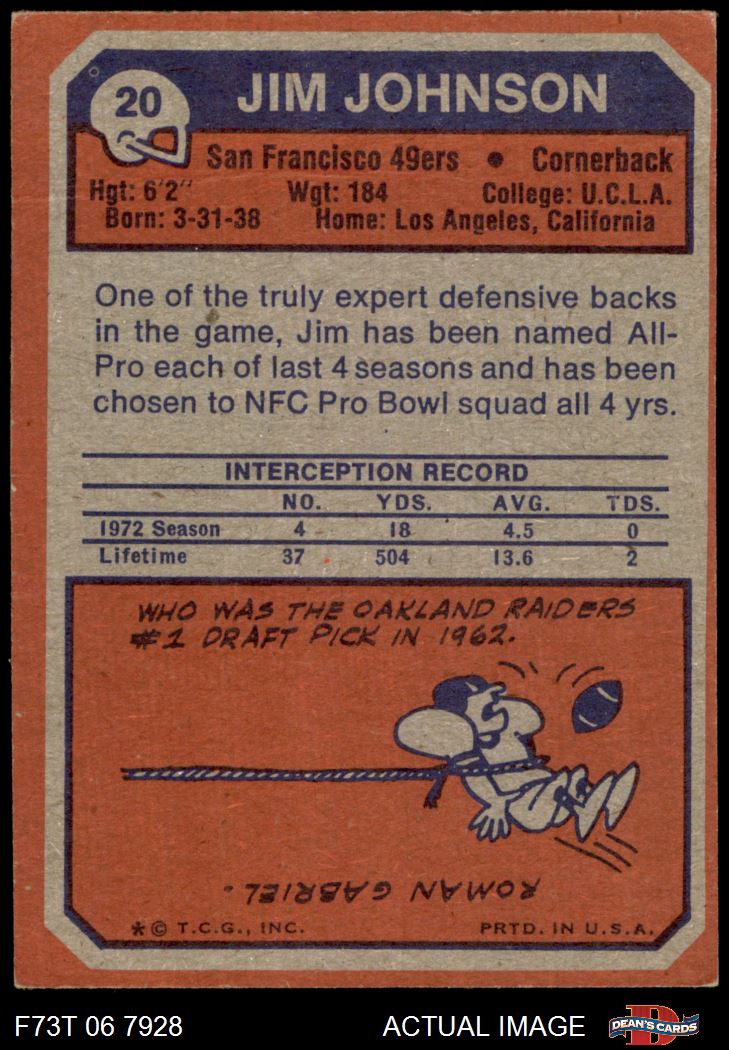 20
JIM JOHNSON
San Francisco 49ers • Cornerback
Hgt: 6'2" Wgt: 184 College: U.C.L.A.
Born: 3-31-38 Home: Los Angeles, California
One of the truly expert defensive backs
in the game, Jim has been named All-
Pro each of last 4 seasons and has been
chosen to NFC Pro Bowl squad all 4 yrs.
INTERCEPTION RECORD
NO. YDS. AVG. TDS.
1972 Season 4 18 4.5 0
Lifetime 37 504 13.6 2
WHO WAS THE OAKLAND RAIDERS
#1 DRAFT PICK IN 1962.
ROMAN GABRIEL.
*© T.C.G., INC. PRTD. IN U.S.A.
F73T 06 7928 ACTUAL IMAGE DEAN'S CARDS